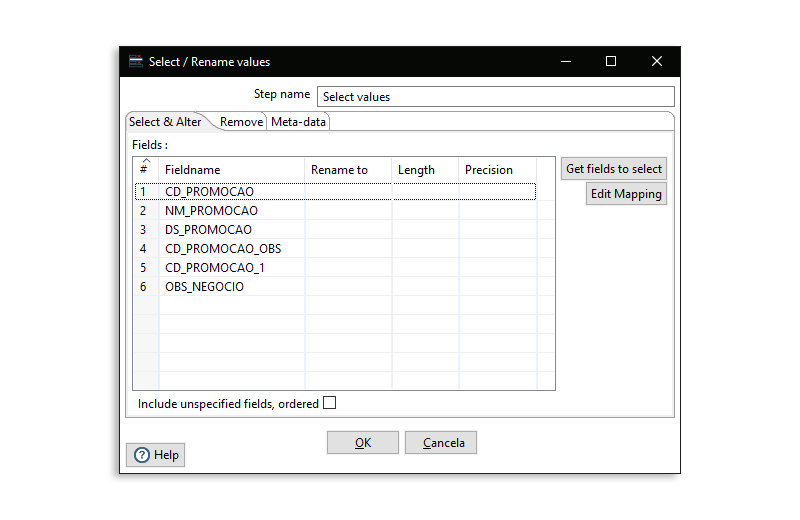 Select / Rename values
Step name Select values
Select & Alter Remove Meta-data
Fields :
# Fieldname Rename to Length Precision
Get fields to select
Edit Mapping
1 CD_PROMOCAO
2 NM_PROMOCAO
3 DS_PROMOCAO
4 CD_PROMOCAO_OBS
5 CD_PROMOCAO_1
6 OBS_NEGOCIO
Include unspecified fields, ordered
OK Cancela
Help